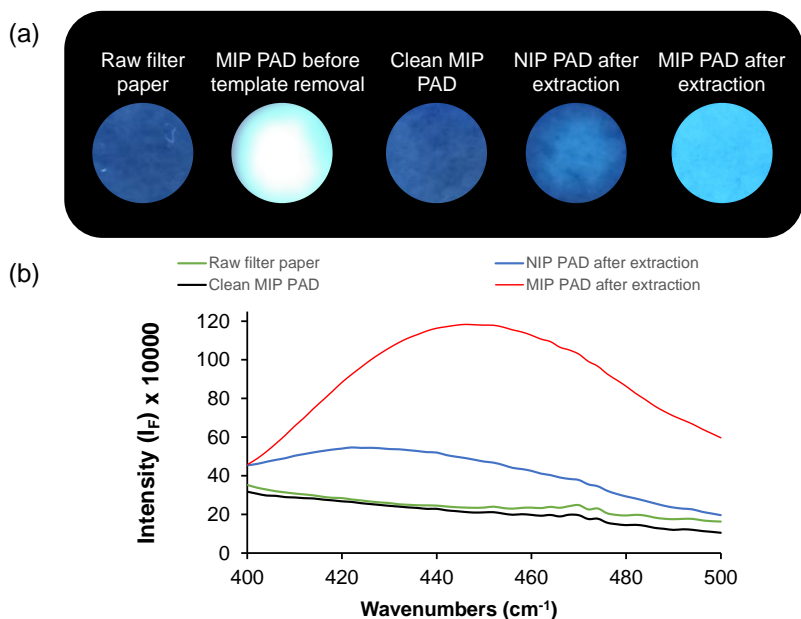 (a)
Raw filter
paper
MIP PAD before
template removal
Clean MIP
PAD
NIP PAD after
extraction
MIP PAD after
extraction
(b)
Raw filter paper
NIP PAD after extraction
Clean MIP PAD
MIP PAD after extraction
Intensity (I_F) x 10000
120
100
80
60
40
20
0
400
420
440
460
480
500
Wavenumbers (cm⁻¹)